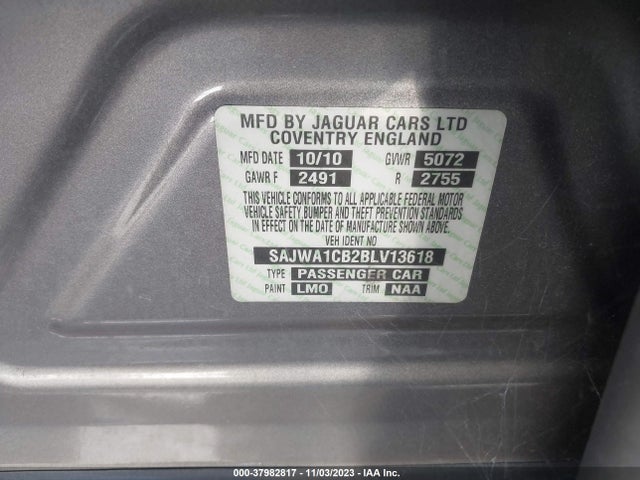 MFD BY JAGUAR CARS LTD
COVENTRY ENGLAND
MFD DATE 10/10 GVWR 5072
GAWR F 2491 R 2755
THIS VEHICLE CONFORMS TO ALL APPLICABLE FEDERAL MOTOR
VEHICLE SAFETY,BUMPER AND THEFT PREVENTION STANDARDS
IN EFFECT ON THE DATE OF MANUFACTURE SHOWN ABOVE.
VEH IDENT NO
SAJWA1CB2BLV13618
TYPE PASSENGER CAR
PAINT LMO TRIM NAA
000-37982817 - 11/03/2023 - IAA Inc.